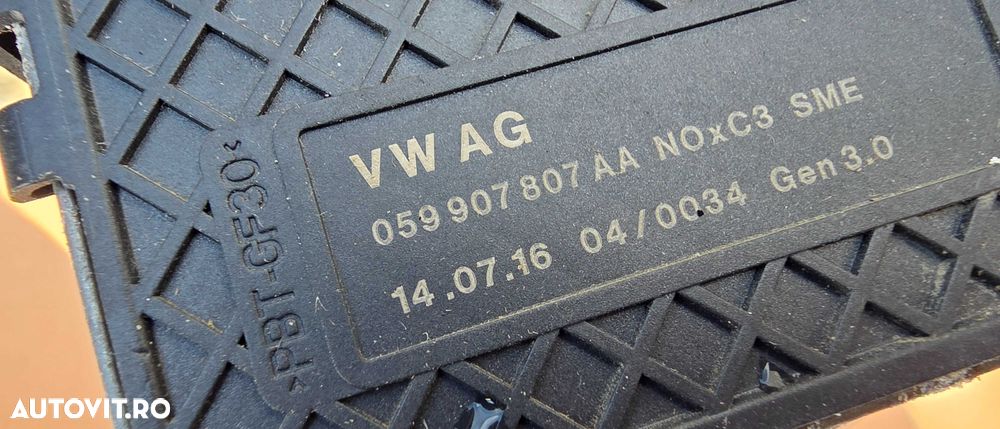 VW AG
059 907 807 AA NOxC3 SME
14.07.16 04/0034 Gen 3.0
>PBT-GF30<
AUTOVIT.RO